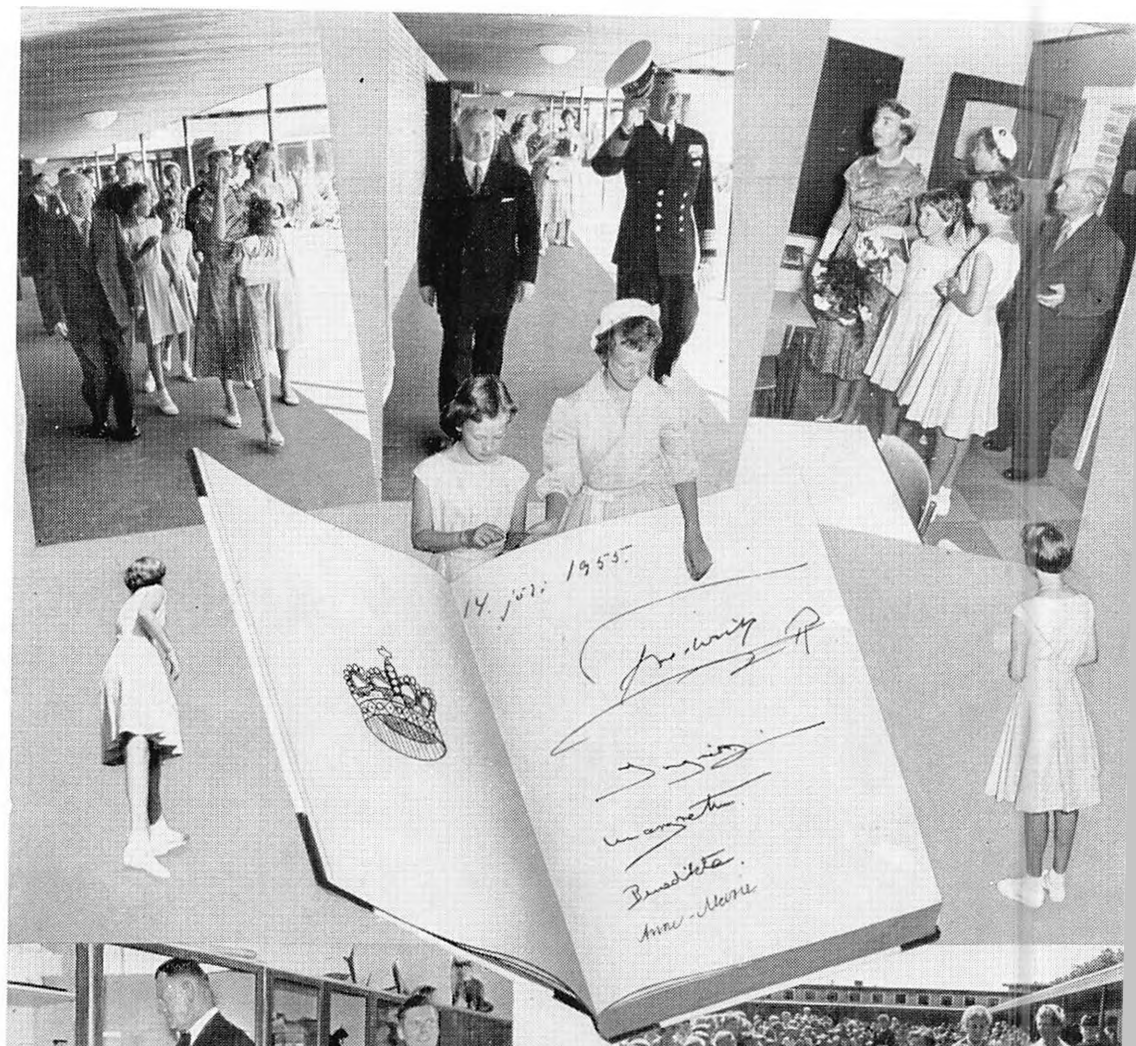 14. juli 1955.
Frederik R
Ingrid
Margrethe.
Benedikte.
Anne-Marie